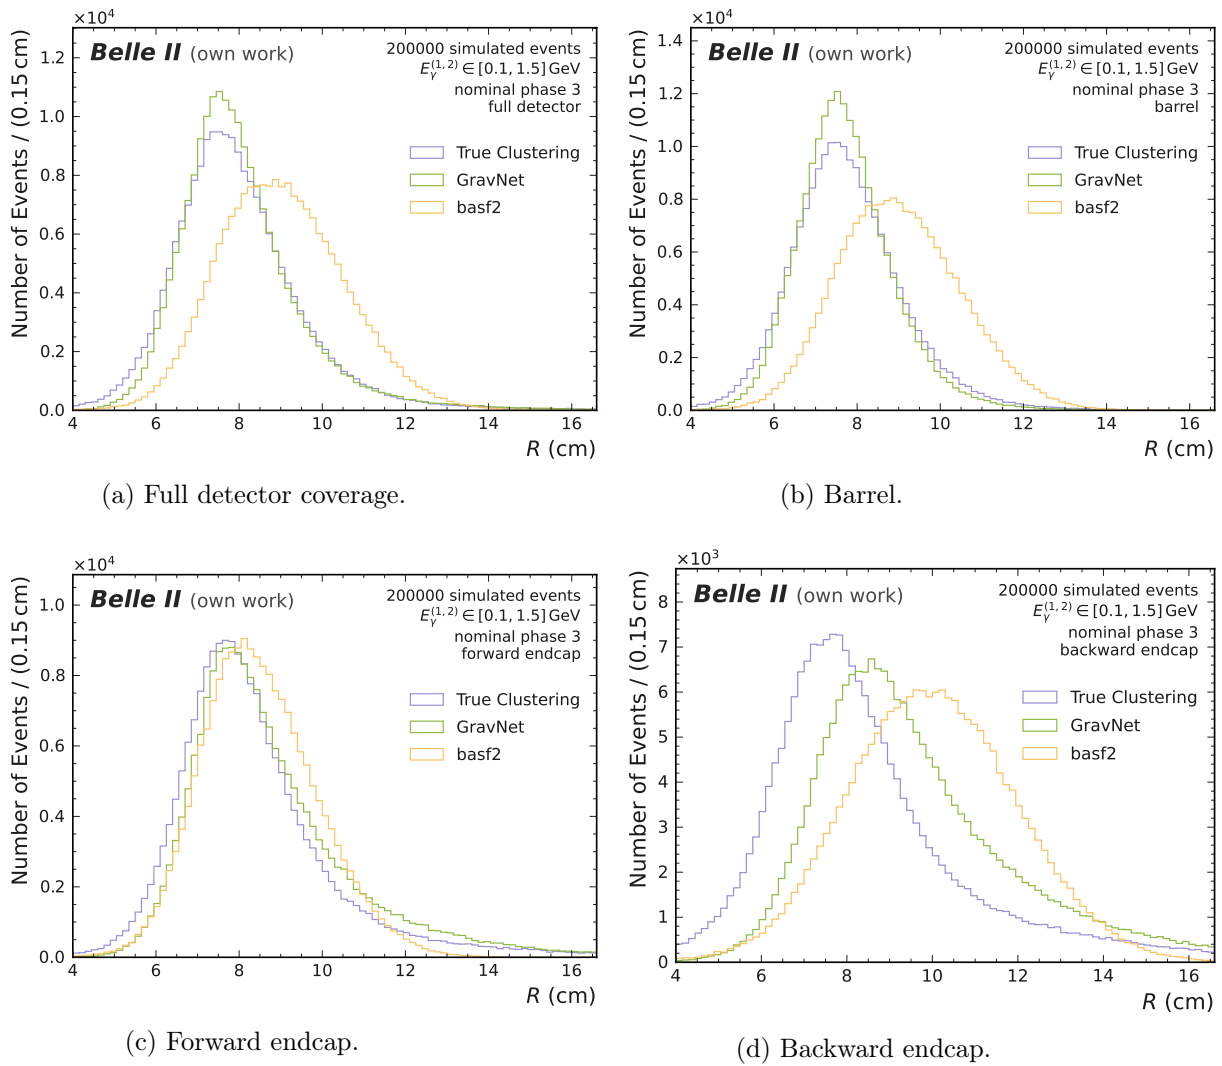 ×10⁴
Belle II (own work)
200000 simulated events
E_γ^(1, 2) ∈ [0.1, 1.5] GeV
nominal phase 3
full detector
True Clustering
GravNet
basf2
Number of Events / (0.15 cm)
1.2
1.0
0.8
0.6
0.4
0.2
0.0
4 6 8 10 12 14 16
R (cm)
(a) Full detector coverage.
×10⁴
Belle II (own work)
200000 simulated events
E_γ^(1, 2) ∈ [0.1, 1.5] GeV
nominal phase 3
barrel
True Clustering
GravNet
basf2
Number of Events / (0.15 cm)
1.4
1.2
1.0
0.8
0.6
0.4
0.2
0.0
4 6 8 10 12 14 16
R (cm)
(b) Barrel.
×10⁴
Belle II (own work)
200000 simulated events
E_γ^(1, 2) ∈ [0.1, 1.5] GeV
nominal phase 3
forward endcap
True Clustering
GravNet
basf2
Number of Events / (0.15 cm)
1.0
0.8
0.6
0.4
0.2
0.0
4 6 8 10 12 14 16
R (cm)
(c) Forward endcap.
×10³
Belle II (own work)
200000 simulated events
E_γ^(1, 2) ∈ [0.1, 1.5] GeV
nominal phase 3
backward endcap
True Clustering
GravNet
basf2
Number of Events / (0.15 cm)
8
7
6
5
4
3
2
1
0
4 6 8 10 12 14 16
R (cm)
(d) Backward endcap.